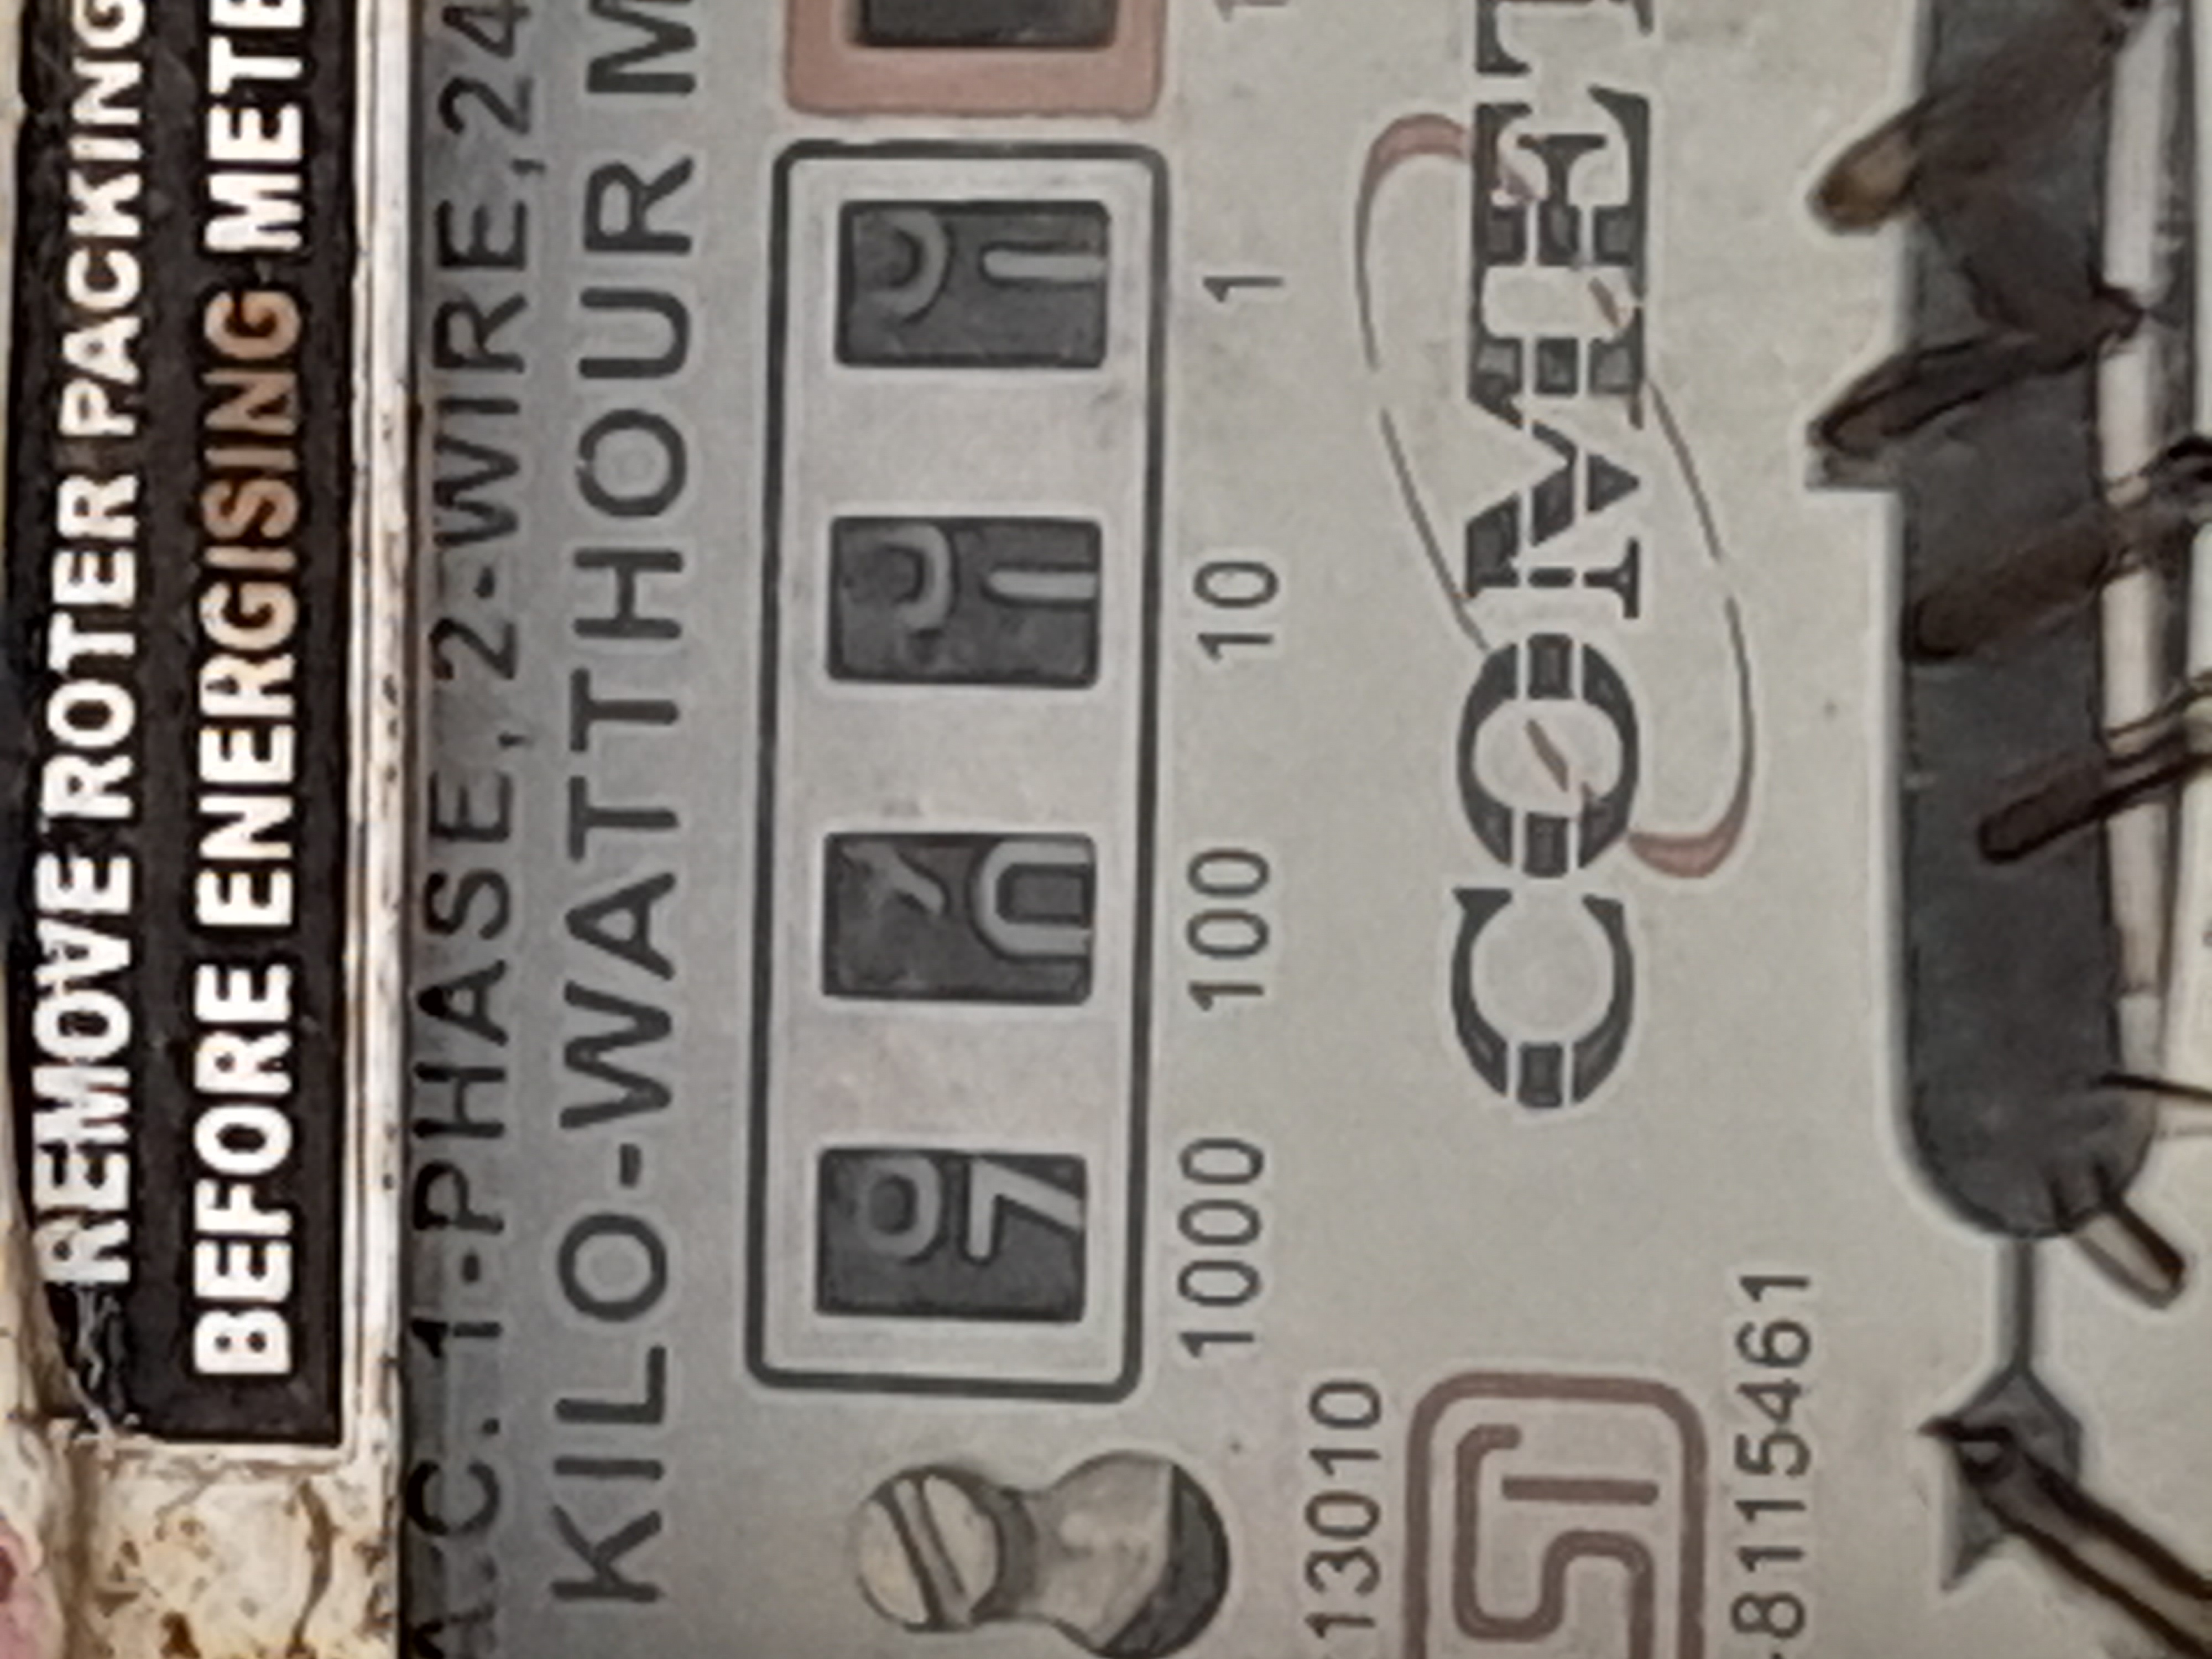 REMOVE ROTER PACKING
BEFORE ENERGISING METE
A.C. 1-PHASE, 2-WIRE, 24
KILO-WATTHOUR M
1000 100 10 1
COMET
13010
8115461